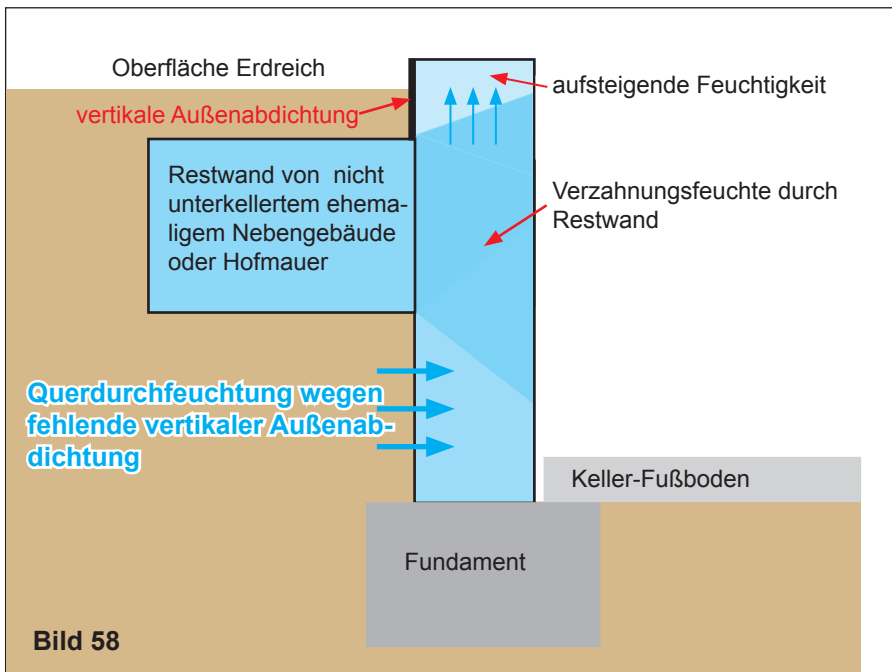 Oberfläche Erdreich
aufsteigende Feuchtigkeit
vertikale Außenabdichtung
Restwand von nicht
unterkellertem ehema-
ligem Nebengebäude
oder Hofmauer
Verzahnungsfeuchte durch
Restwand
Querdurchfeuchtung wegen
fehlende vertikaler Außenab-
dichtung
Keller-Fußboden
Fundament
Bild 58